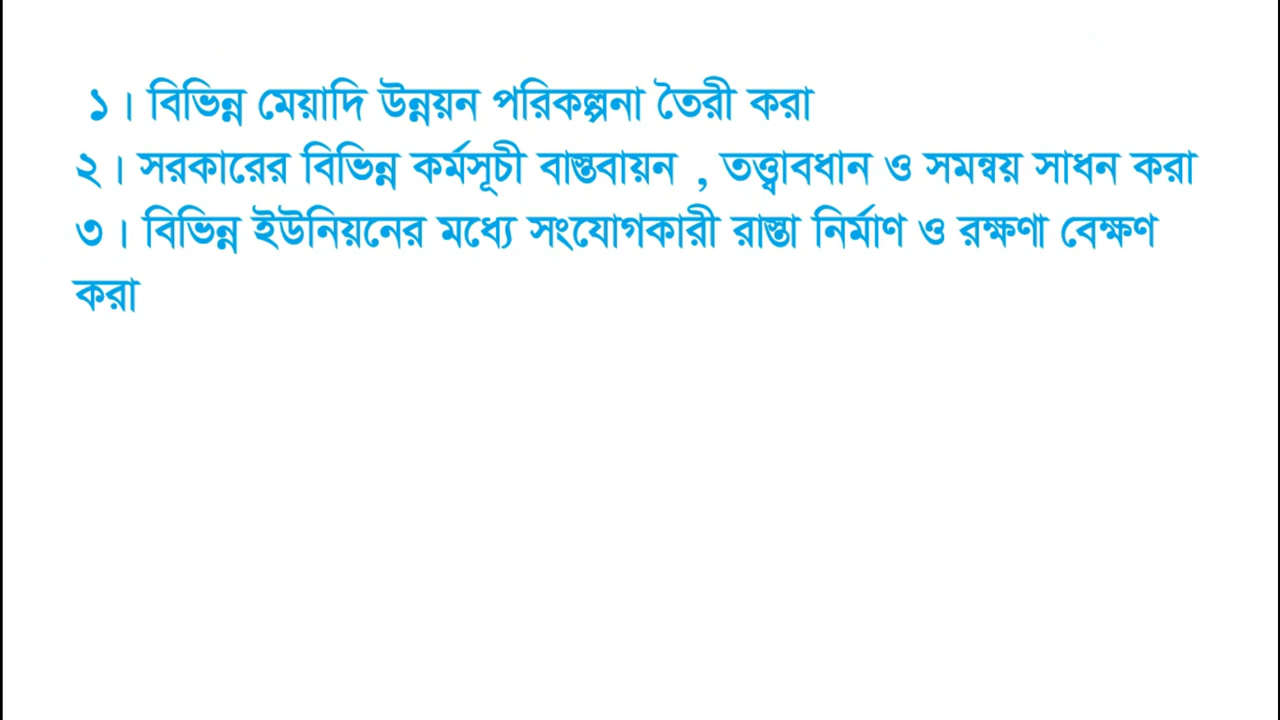 ১। বিভিন্ন মেয়াদি উন্নয়ন পরিকল্পনা তৈরী করা
২। সরকারের বিভিন্ন কর্মসূচী বাস্তবায়ন , তত্ত্বাবধান ও সমন্বয় সাধন করা
৩। বিভিন্ন ইউনিয়নের মধ্যে সংযোগকারী রাস্তা নির্মাণ ও রক্ষণা বেক্ষণ
করা